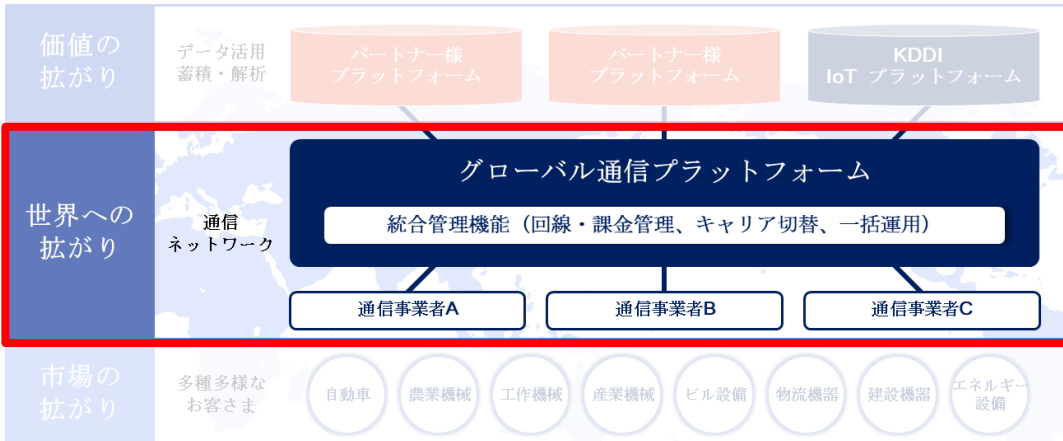 価値の
拡がり
データ活用
蓄積・解析
パートナー様
プラットフォーム
パートナー様
プラットフォーム
KDDI
IoT プラットフォーム
世界への
拡がり
通信
ネットワーク
グローバル通信プラットフォーム
統合管理機能（回線・課金管理、キャリア切替、一括運用）
通信事業者A
通信事業者B
通信事業者C
市場の
拡がり
多種多様な
お客さま
自動車
農業機械
工作機械
産業機械
ビル設備
物流機器
建設機器
エネルギー
設備